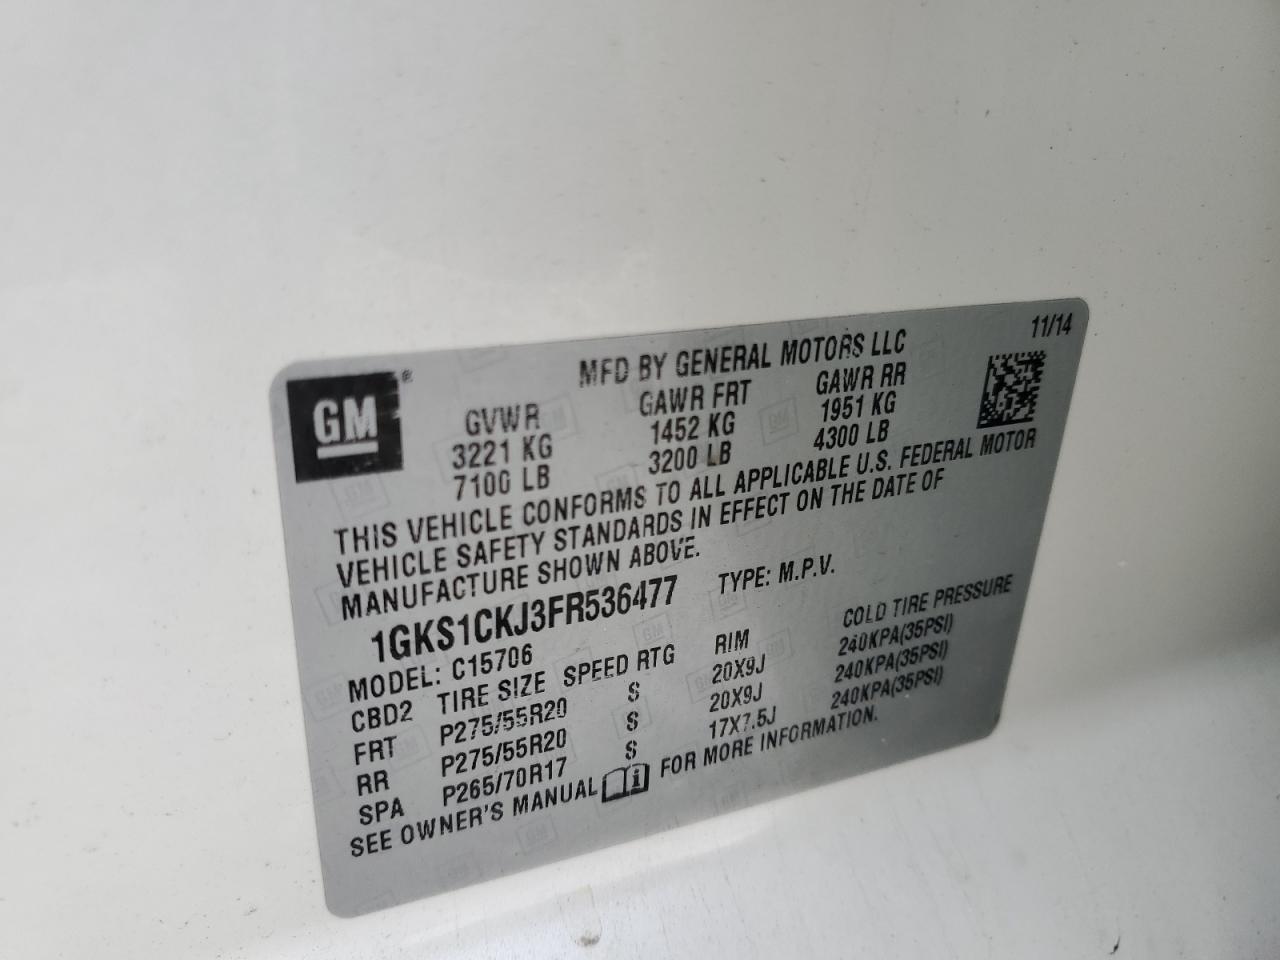 11/14
MFD BY GENERAL MOTORS LLC
GM®
GVWR GAWR FRT GAWR RR
3221 KG 1452 KG 1951 KG
7100 LB 3200 LB 4300 LB
THIS VEHICLE CONFORMS TO ALL APPLICABLE U.S. FEDERAL MOTOR
VEHICLE SAFETY STANDARDS IN EFFECT ON THE DATE OF
MANUFACTURE SHOWN ABOVE.
1GKS1CKJ3FR536477 TYPE: M.P.V.
MODEL: C15706
CBD2 TIRE SIZE SPEED RTG RIM COLD TIRE PRESSURE
FRT P275/55R20 S 20X9J 240KPA(35PSI)
RR P275/55R20 S 20X9J 240KPA(35PSI)
SPA P265/70R17 S 17X7.5J 240KPA(35PSI)
SEE OWNER'S MANUAL FOR MORE INFORMATION.